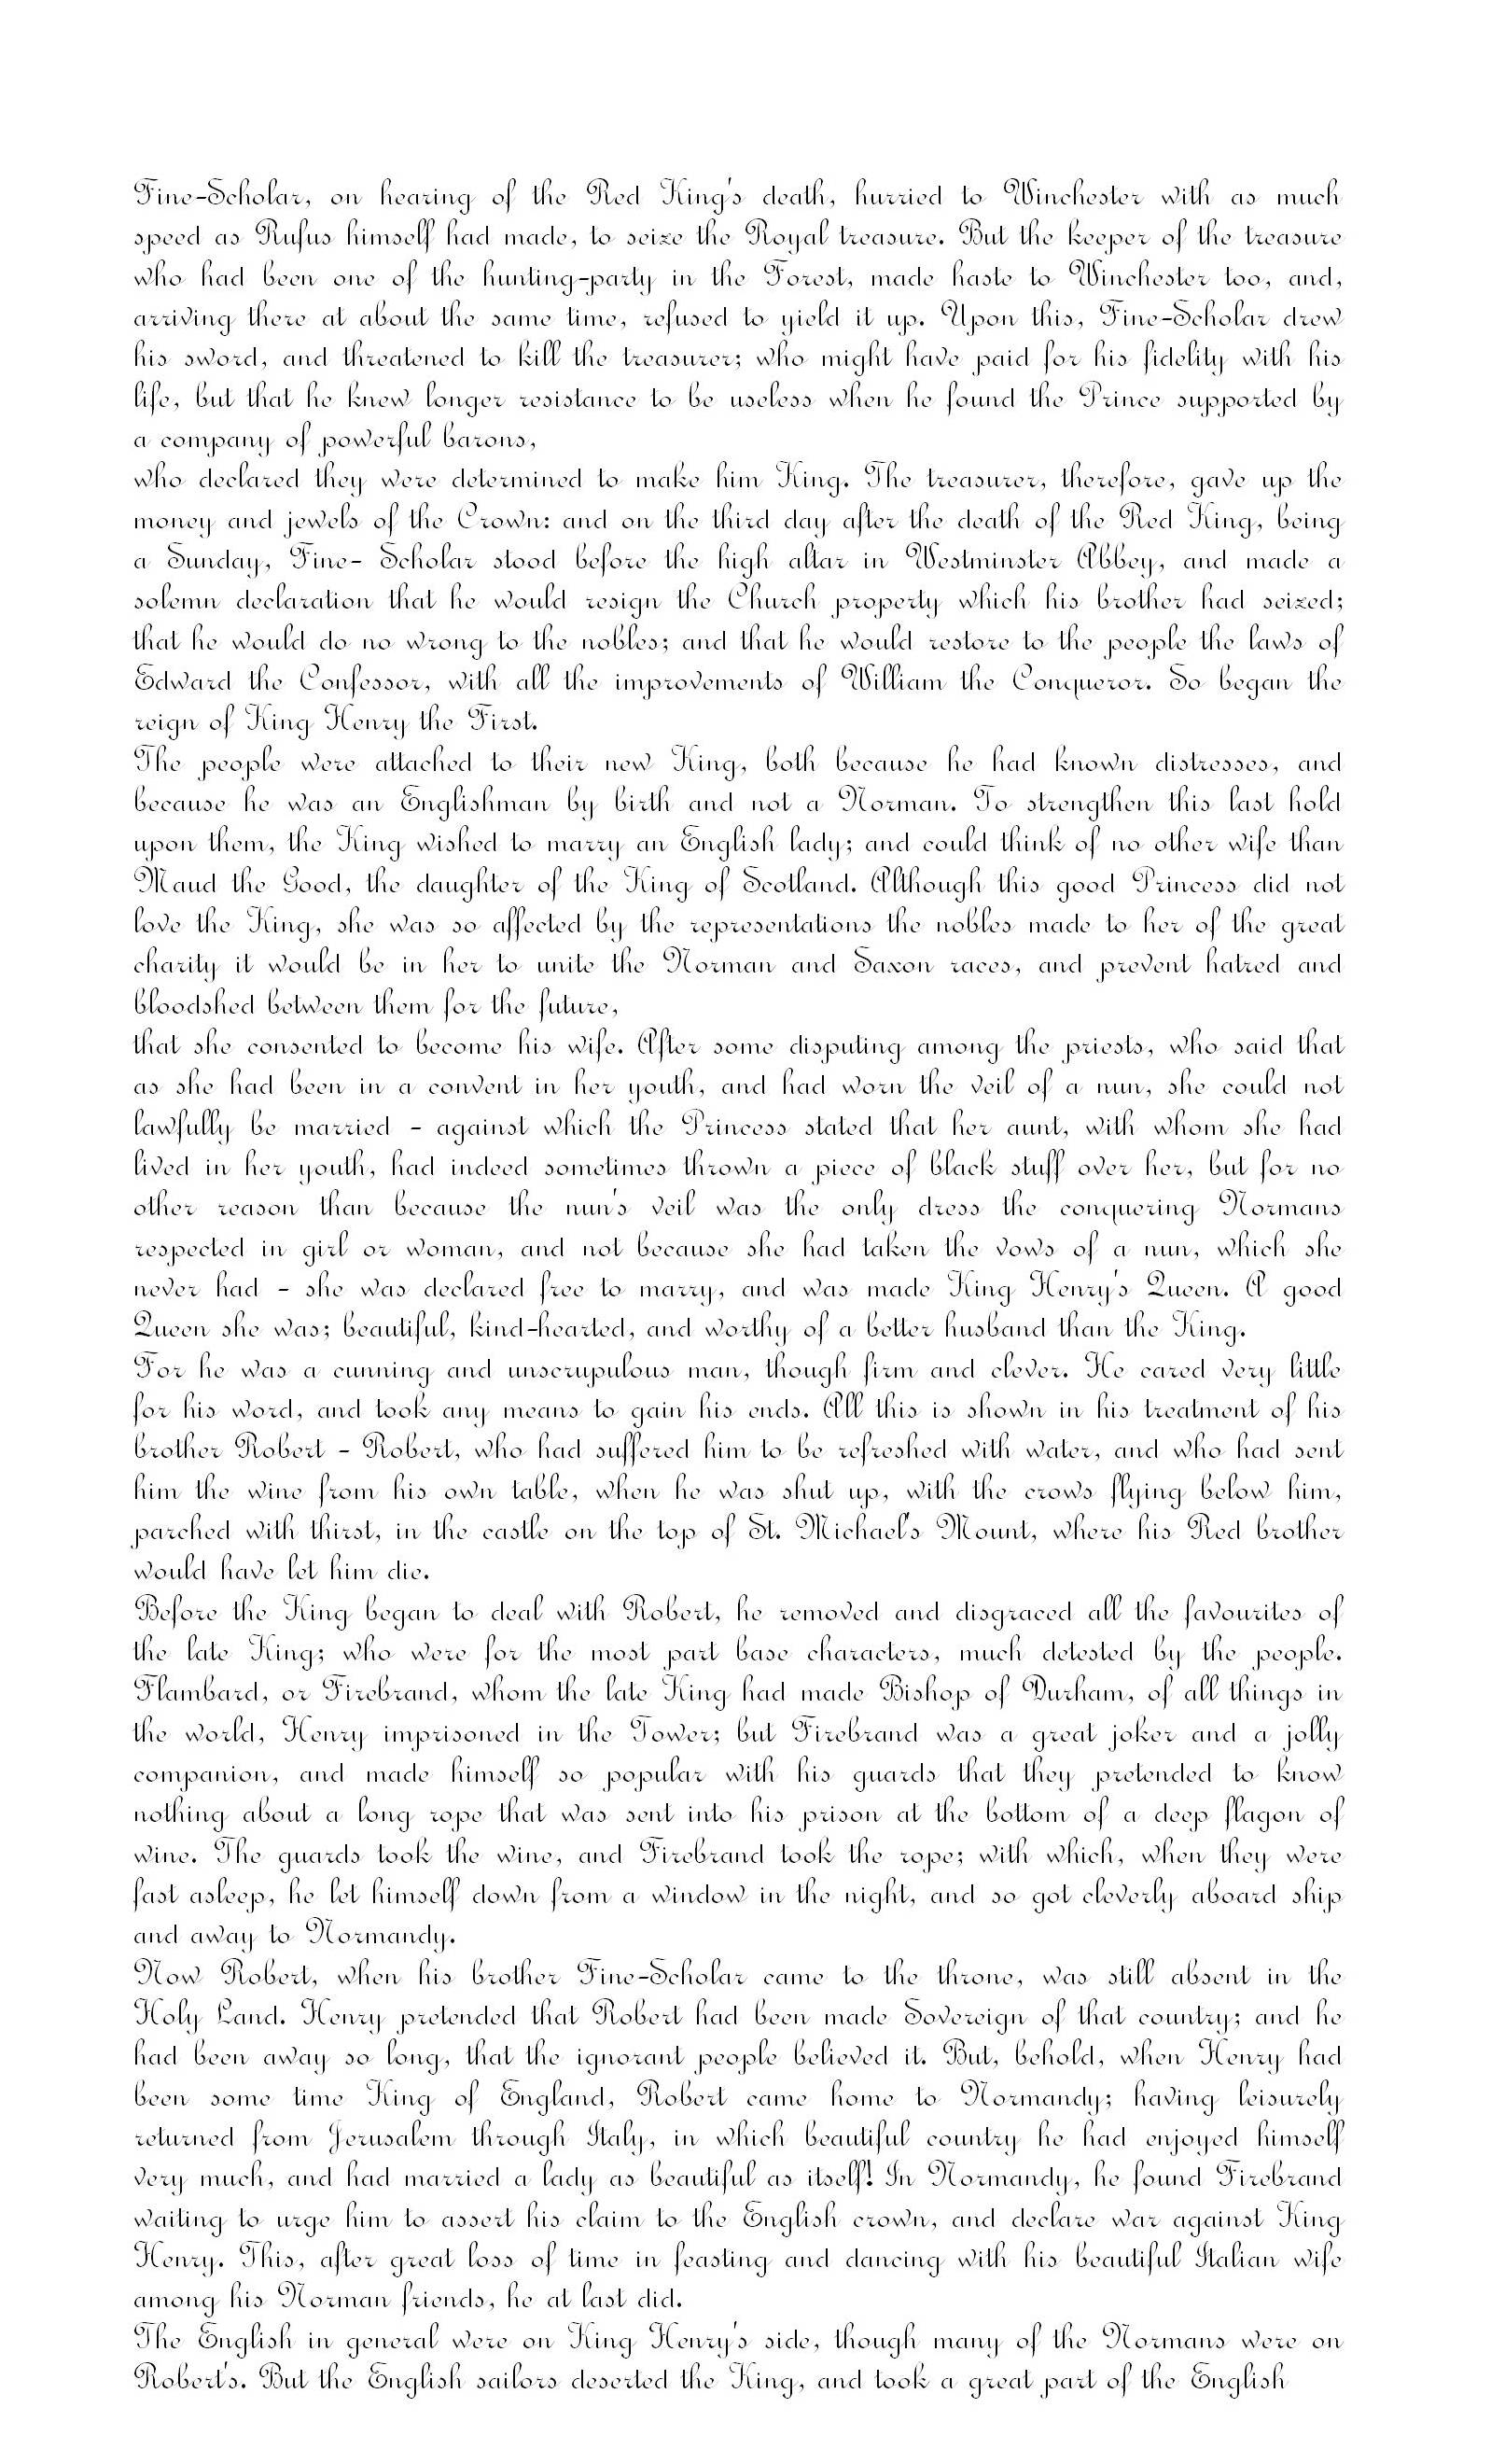 Fine-Scholar, on hearing of the Red King's death, hurried to Winchester with as much
speed as Rufus himself had made, to seize the Royal treasure. But the keeper of the treasure
who had been one of the hunting-party in the Forest, made haste to Winchester too, and,
arriving there at about the same time, refused to yield it up. Upon this, Fine-Scholar drew
his sword, and threatened to kill the treasurer; who might have paid for his fidelity with his
life, but that he knew longer resistance to be useless when he found the Prince supported by
a company of powerful barons,
who declared they were determined to make him King. The treasurer, therefore, gave up the
money and jewels of the Crown: and on the third day after the death of the Red King, being
a Sunday, Fine- Scholar stood before the high altar in Westminster Abbey, and made a
solemn declaration that he would resign the Church property which his brother had seized;
that he would do no wrong to the nobles; and that he would restore to the people the laws of
Edward the Confessor, with all the improvements of William the Conqueror. So began the
reign of King Henry the First.
The people were attached to their new King, both because he had known distresses, and
because he was an Englishman by birth and not a Norman. To strengthen this last hold
upon them, the King wished to marry an English lady; and could think of no other wife than
Maud the Good, the daughter of the King of Scotland. Although this good Princess did not
love the King, she was so affected by the representations the nobles made to her of the great
charity it would be in her to unite the Norman and Saxon races, and prevent hatred and
bloodshed between them for the future,
that she consented to become his wife. After some disputing among the priests, who said that
as she had been in a convent in her youth, and had worn the veil of a nun, she could not
lawfully be married - against which the Princess stated that her aunt, with whom she had
lived in her youth, had indeed sometimes thrown a piece of black stuff over her, but for no
other reason than because the nun's veil was the only dress the conquering Normans
respected in girl or woman, and not because she had taken the vows of a nun, which she
never had - she was declared free to marry, and was made King Henry's Queen. A good
Queen she was; beautiful, kind-hearted, and worthy of a better husband than the King.
For he was a cunning and unscrupulous man, though firm and clever. He cared very little
for his word, and took any means to gain his ends. All this is shown in his treatment of his
brother Robert - Robert, who had suffered him to be refreshed with water, and who had sent
him the wine from his own table, when he was shut up, with the crows flying below him,
parched with thirst, in the castle on the top of St. Michael's Mount, where his Red brother
would have let him die.
Before the King began to deal with Robert, he removed and disgraced all the favourites of
the late King; who were for the most part base characters, much detested by the people.
Flambard, or Firebrand, whom the late King had made Bishop of Durham, of all things in
the world, Henry imprisoned in the Tower; but Firebrand was a great joker and a jolly
companion, and made himself so popular with his guards that they pretended to know
nothing about a long rope that was sent into his prison at the bottom of a deep flagon of
wine. The guards took the wine, and Firebrand took the rope; with which, when they were
fast asleep, he let himself down from a window in the night, and so got cleverly aboard ship
and away to Normandy.
Now Robert, when his brother Fine-Scholar came to the throne, was still absent in the
Holy Land. Henry pretended that Robert had been made Sovereign of that country; and he
had been away so long, that the ignorant people believed it. But, behold, when Henry had
been some time King of England, Robert came home to Normandy; having leisurely
returned from Jerusalem through Italy, in which beautiful country he had enjoyed himself
very much, and had married a lady as beautiful as itself! In Normandy, he found Firebrand
waiting to urge him to assert his claim to the English crown, and declare war against King
Henry. This, after great loss of time in feasting and dancing with his beautiful Italian wife
among his Norman friends, he at last did.
The English in general were on King Henry's side, though many of the Normans were on
Robert's. But the English sailors deserted the King, and took a great part of the English